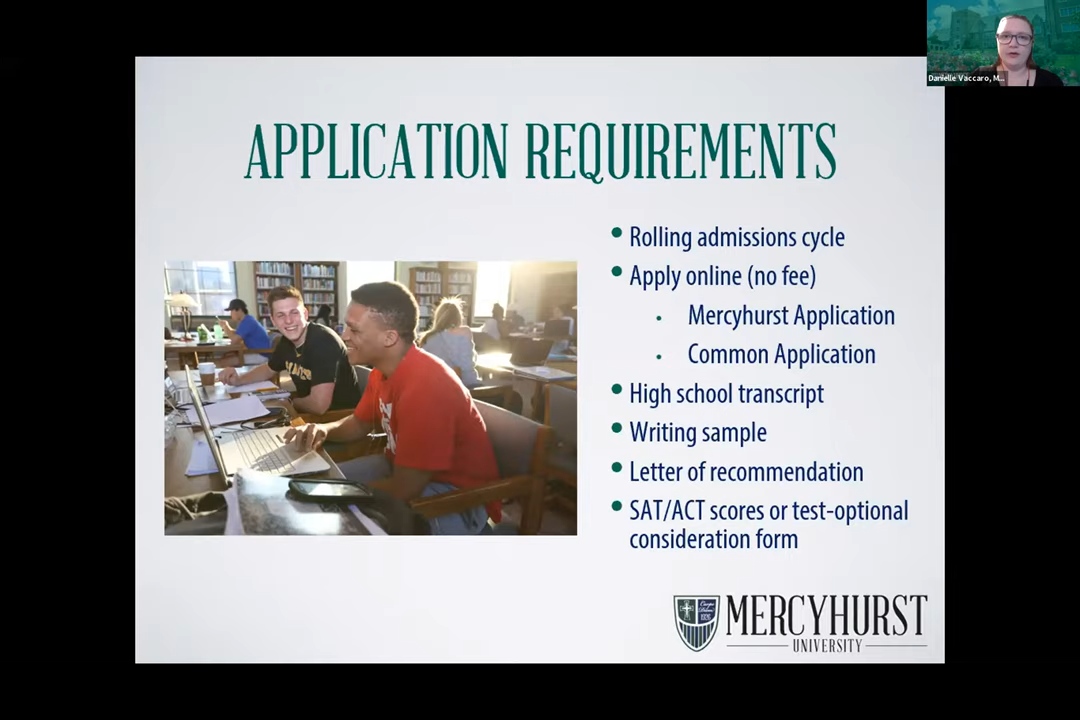 Danielle Vaccaro, M...
APPLICATION REQUIREMENTS
• Rolling admissions cycle
• Apply online (no fee)
• Mercyhurst Application
• Common Application
• High school transcript
• Writing sample
• Letter of recommendation
• SAT/ACT scores or test-optional
consideration form
MERCYHURST
UNIVERSITY